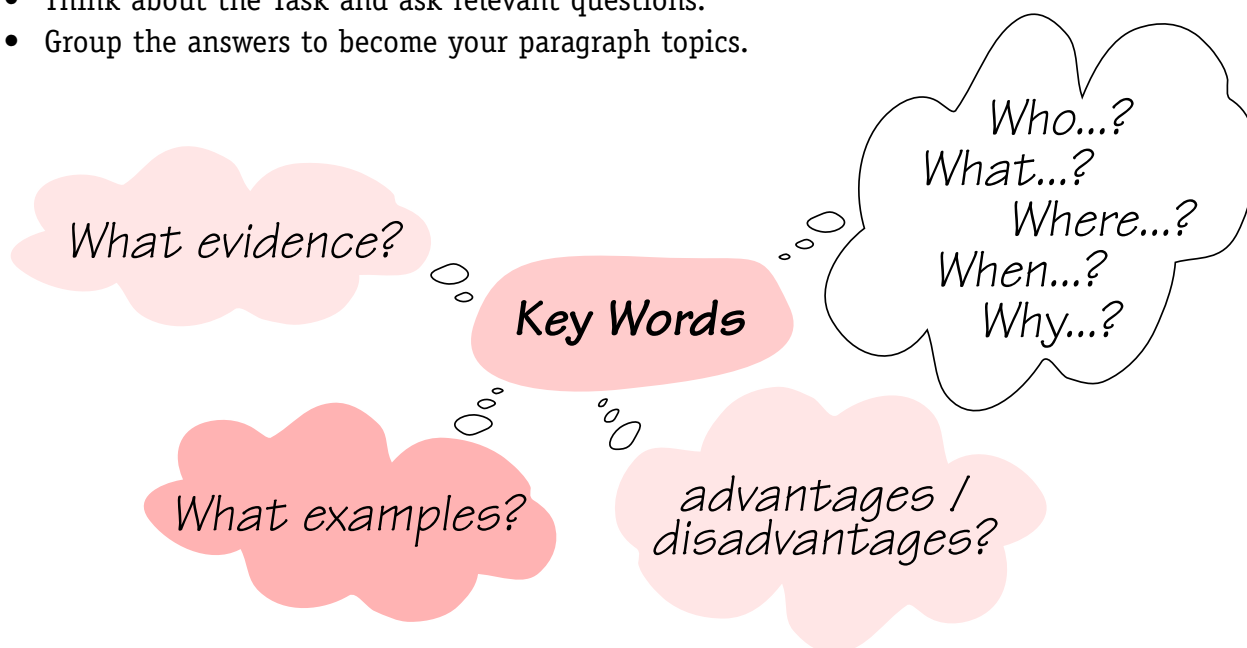 • Think about the Task and ask relevant questions.
• Group the answers to become your paragraph topics.
Who...?
What...?
Where...?
When...?
Why...?
What evidence?
Key Words
What examples?
advantages /
disadvantages?